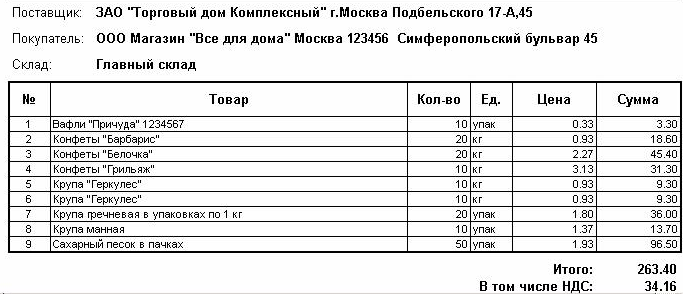 Поставщик: ЗАО "Торговый дом Комплексный" г.Москва Подбельского 17-А,45
Покупатель: ООО Магазин "Все для дома" Москва 123456 Симферопольский бульвар 45
Склад: Главный склад
№ Товар Кол-во Ед. Цена Сумма
1 Вафли "Причуда" 1234567 10 упак 0.33 3.30
2 Конфеты "Барбарис" 20 кг 0.93 18.60
3 Конфеты "Белочка" 20 кг 2.27 45.40
4 Конфеты "Грильяж" 10 кг 3.13 31.30
5 Крупа "Геркулес" 10 кг 0.93 9.30
6 Крупа "Геркулес" 10 кг 0.93 9.30
7 Крупа гречневая в упаковках по 1 кг 20 упак 1.80 36.00
8 Крупа манная 10 упак 1.37 13.70
9 Сахарный песок в пачках 50 упак 1.93 96.50
Итого: 263.40
В том числе НДС: 34.16